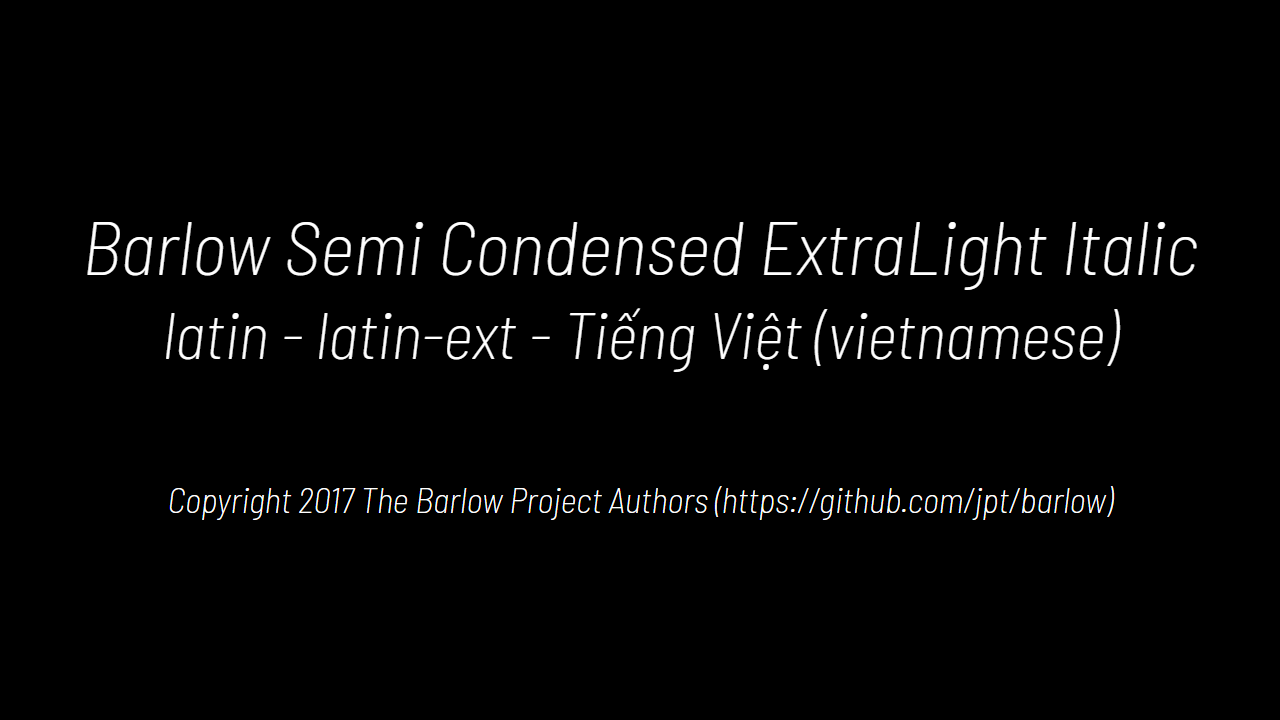 Barlow Semi Condensed ExtraLight Italic
latin - latin-ext - Tiếng Việt (vietnamese)
Copyright 2017 The Barlow Project Authors (https://github.com/jpt/barlow)